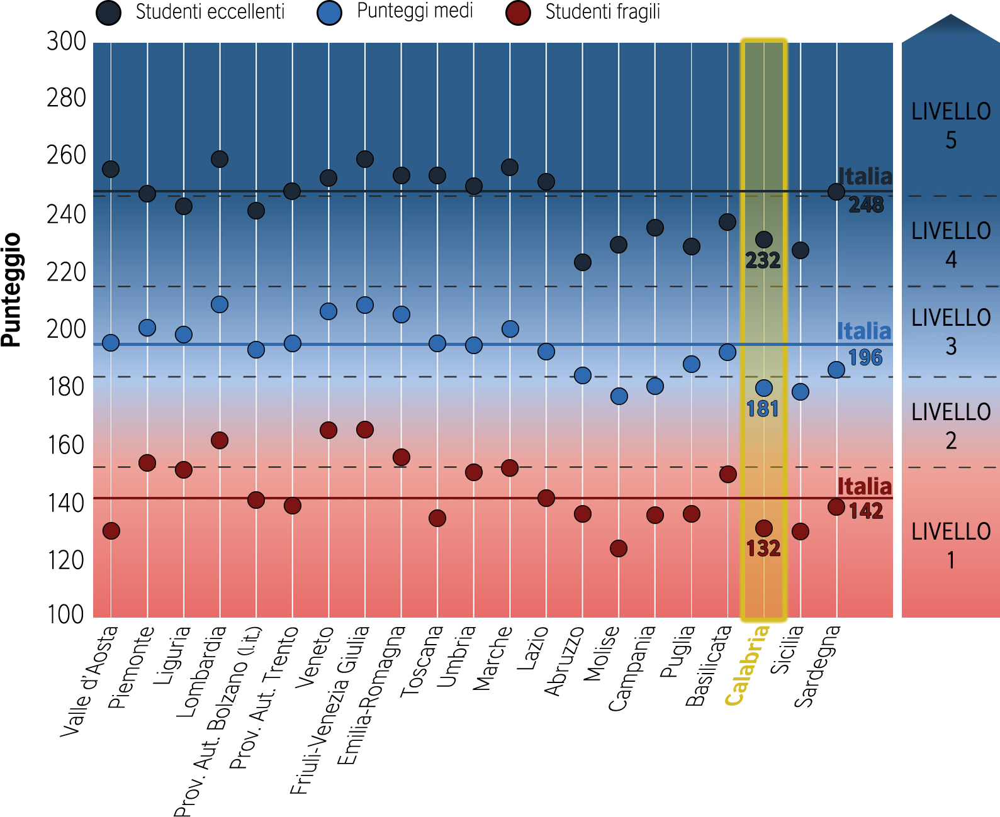 Studenti eccellenti
Punteggi medi
Studenti fragili
Punteggio
300
280
260
240
220
200
180
160
140
120
100
Italia
248
Italia
196
Italia
142
232
181
132
LIVELLO
5
LIVELLO
4
LIVELLO
3
LIVELLO
2
LIVELLO
1
Valle d'Aosta
Piemonte
Liguria
Lombardia
Prov. Aut. Bolzano (l.it.)
Prov. Aut. Trento
Veneto
Friuli-Venezia Giulia
Emilia-Romagna
Toscana
Umbria
Marche
Lazio
Abruzzo
Molise
Campania
Puglia
Basilicata
Calabria
Sicilia
Sardegna